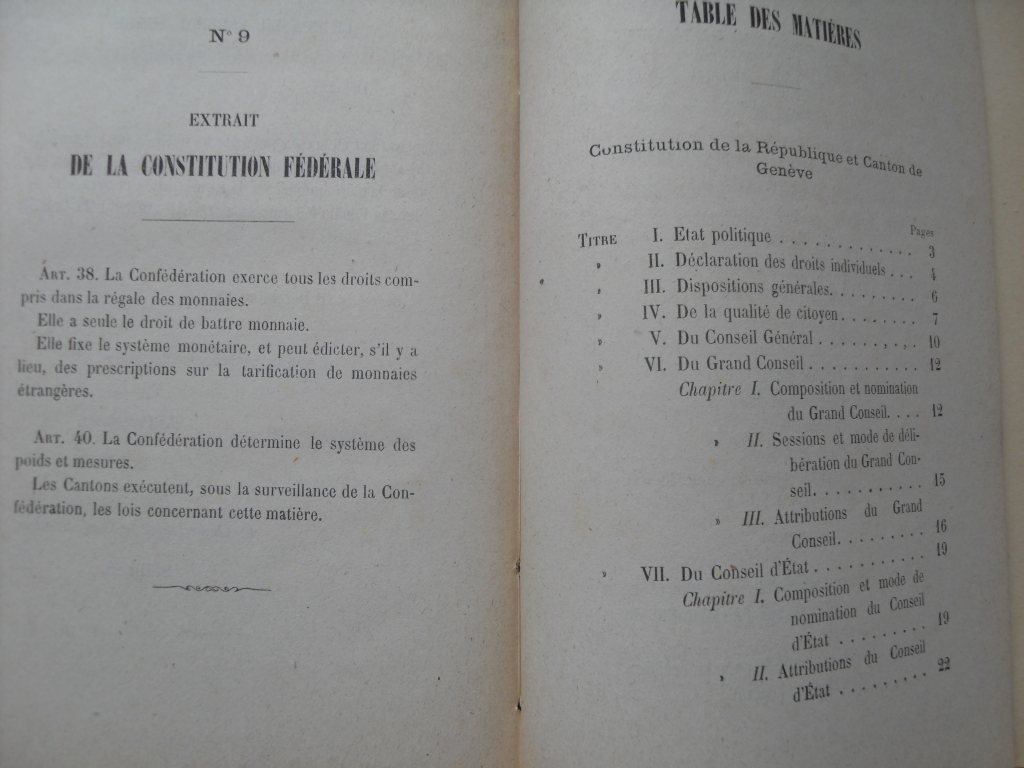 N° 9
EXTRAIT
DE LA CONSTITUTION FÉDÉRALE
ART. 38. La Confédération exerce tous les droits com-
pris dans la régale des monnaies.
Elle a seule le droit de battre monnaie.
Elle fixe le système monétaire, et peut édicter, s'il y a
lieu, des prescriptions sur la tarification de monnaies
étrangères.
ART. 40. La Confédération détermine le système des
poids et mesures.
Les Cantons exécutent, sous la surveillance de la Con-
fédération, les lois concernant cette matière.
TABLE DES MATIÈRES
Constitution de la République et Canton de
Genève
Pages
TITRE I. Etat politique . . . . . . . . . . . . 3
» II. Déclaration des droits individuels . . . 4
» III. Dispositions générales. . . . . . . . . 6
» IV. De la qualité de citoyen. . . . . . . . 7
» V. Du Conseil Général . . . . . . . . . . 10
» VI. Du Grand Conseil . . . . . . . . . . . 12
Chapitre I. Composition et nomination
du Grand Conseil. . . . 12
» II. Sessions et mode de déli-
bération du Grand Con-
seil. . . . . . . . . . . 15
» III. Attributions du Grand
Conseil. . . . . . . . . 16
» VII. Du Conseil d'État . . . . . . . . . . . 19
Chapitre I. Composition et mode de
nomination du Conseil
d'État . . . . . . . . . 19
» II. Attributions du Conseil
d'État . . . . . . . . . 22